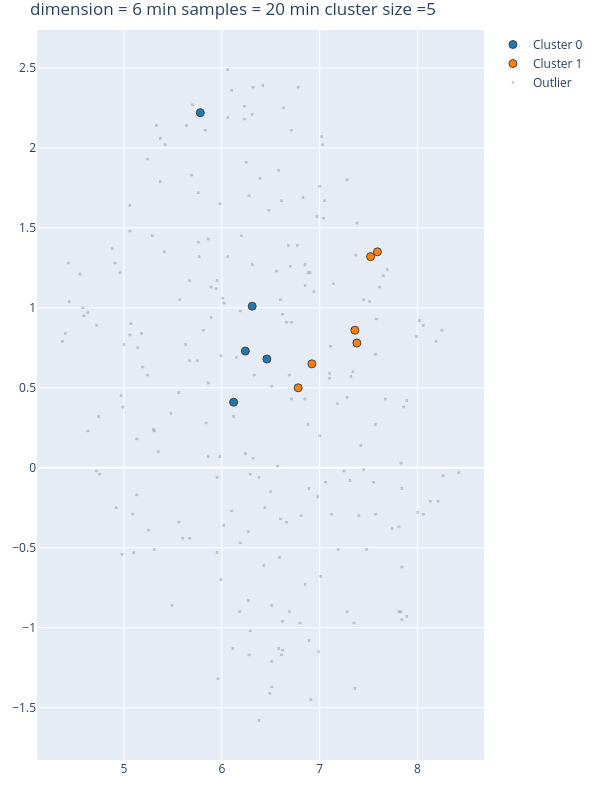 dimension = 6 min samples = 20 min cluster size =5
Cluster 0
Cluster 1
Outlier
2.5
2
1.5
1
0.5
0
−0.5
−1
−1.5
5 6 7 8